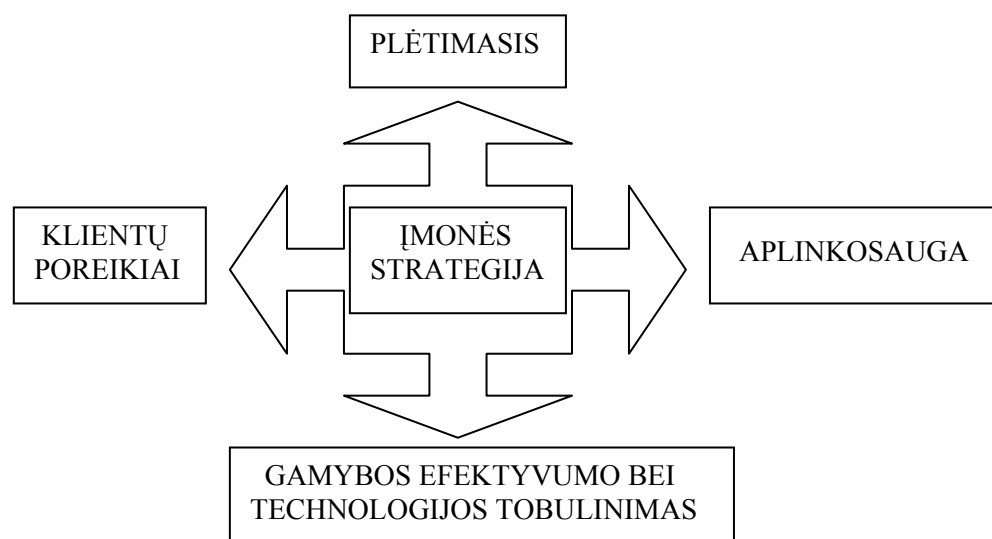 PLĖTIMASIS
KLIENTŲ
POREIKIAI
ĮMONĖS
STRATEGIJA
APLINKOSAUGA
GAMYBOS EFEKTYVUMO BEI
TECHNOLOGIJOS TOBULINIMAS